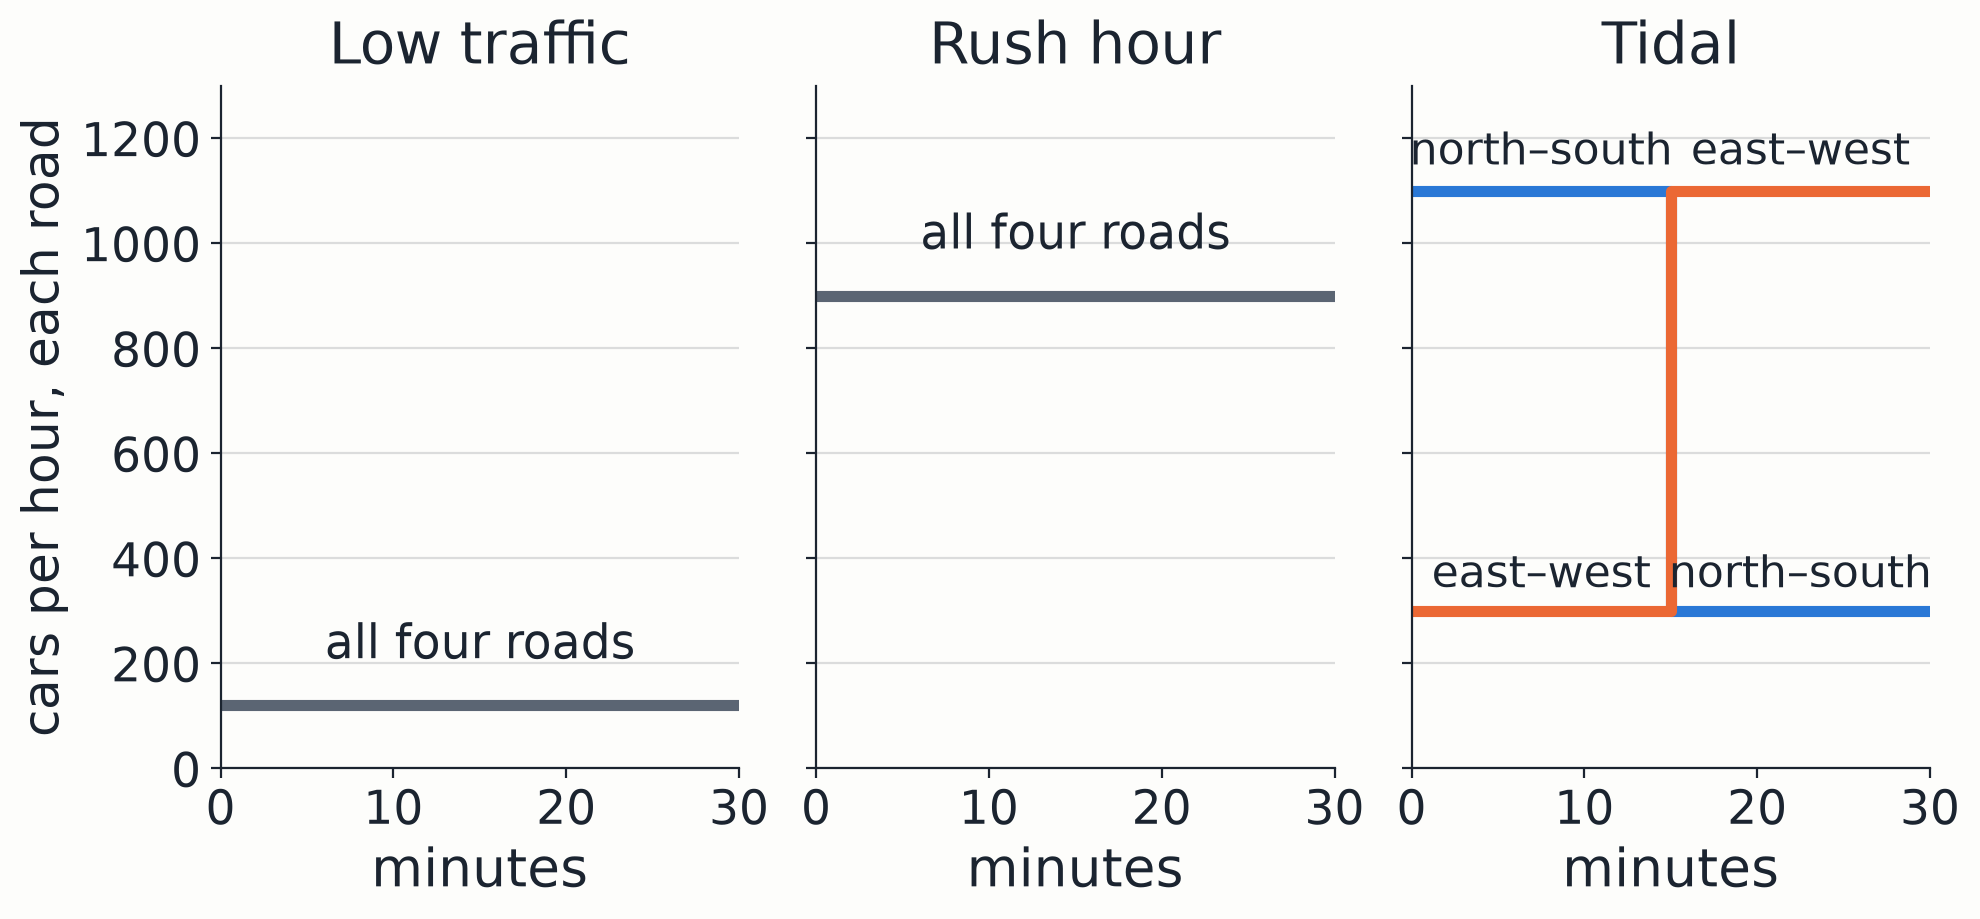 Low traffic
Rush hour
Tidal
cars per hour, each road
1200
1000
800
600
400
200
0
all four roads
0 10 20 30
minutes
all four roads
0 10 20 30
minutes
north–south east–west
east–west north–south
0 10 20 30
minutes